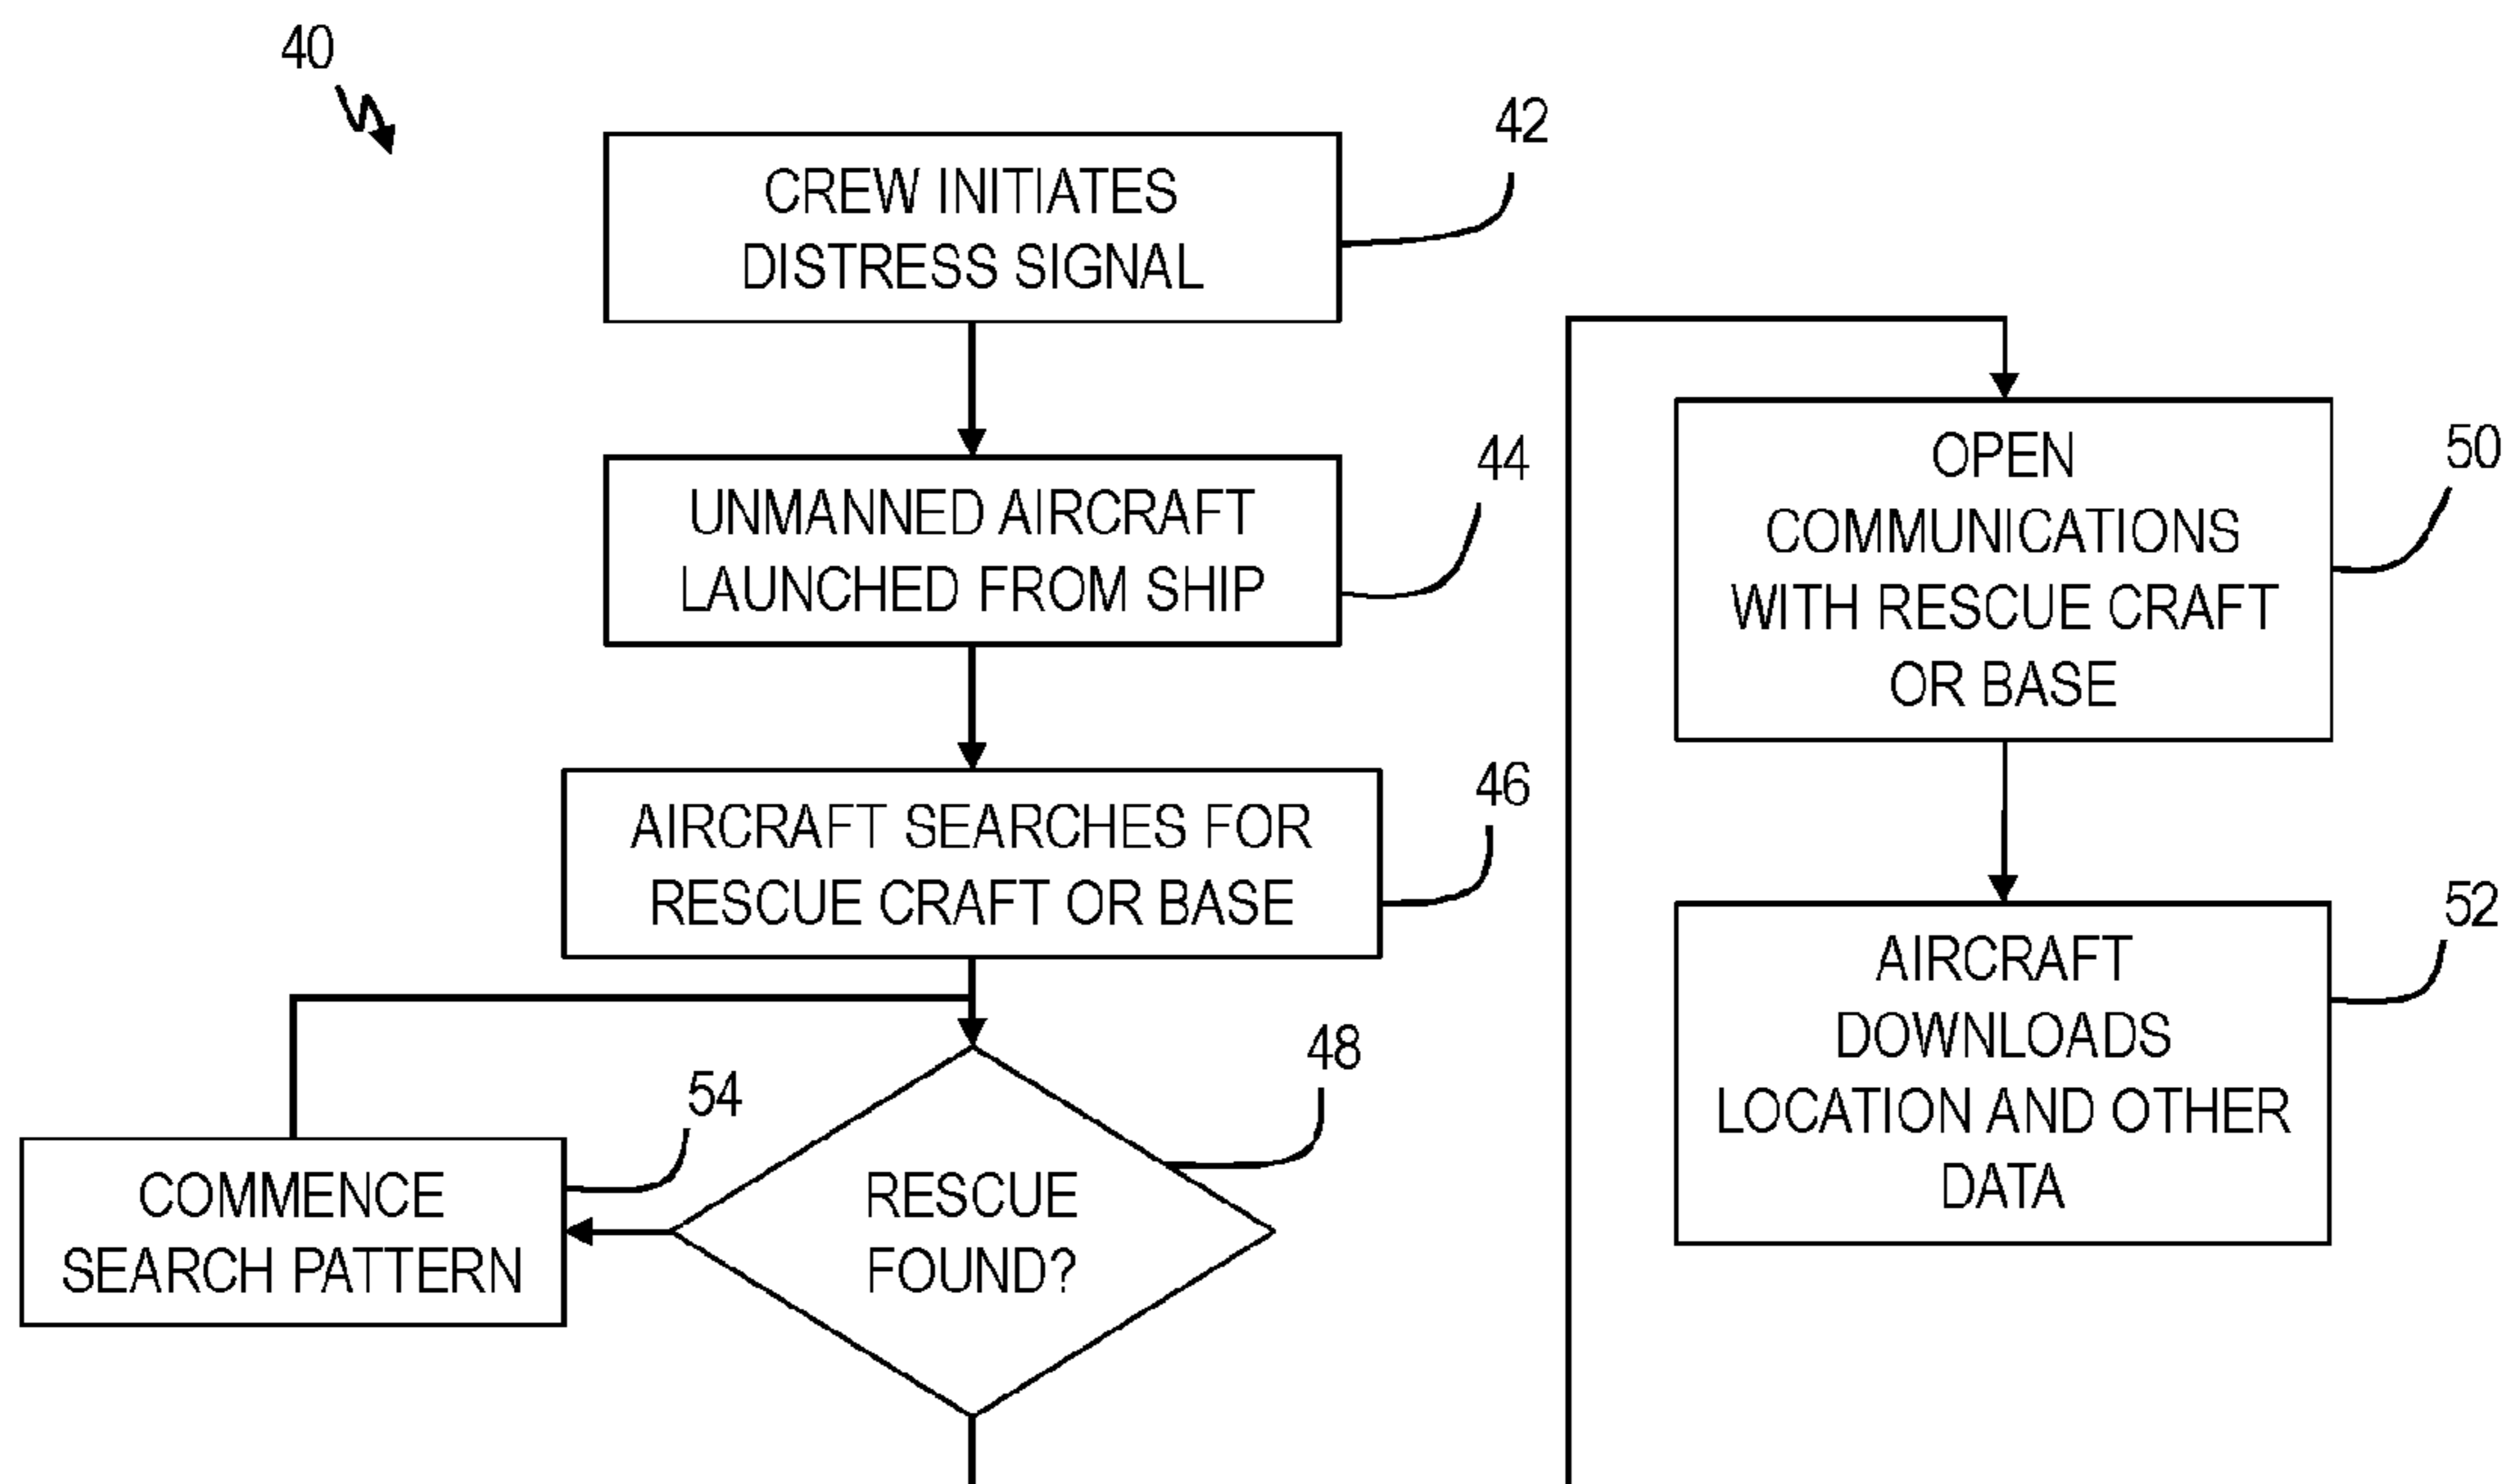 40
42
CREW INITIATES
DISTRESS SIGNAL
44
UNMANNED AIRCRAFT
LAUNCHED FROM SHIP
46
AIRCRAFT SEARCHES FOR
RESCUE CRAFT OR BASE
48
RESCUE
FOUND?
54
COMMENCE
SEARCH PATTERN
50
OPEN
COMMUNICATIONS
WITH RESCUE CRAFT
OR BASE
52
AIRCRAFT
DOWNLOADS
LOCATION AND OTHER
DATA